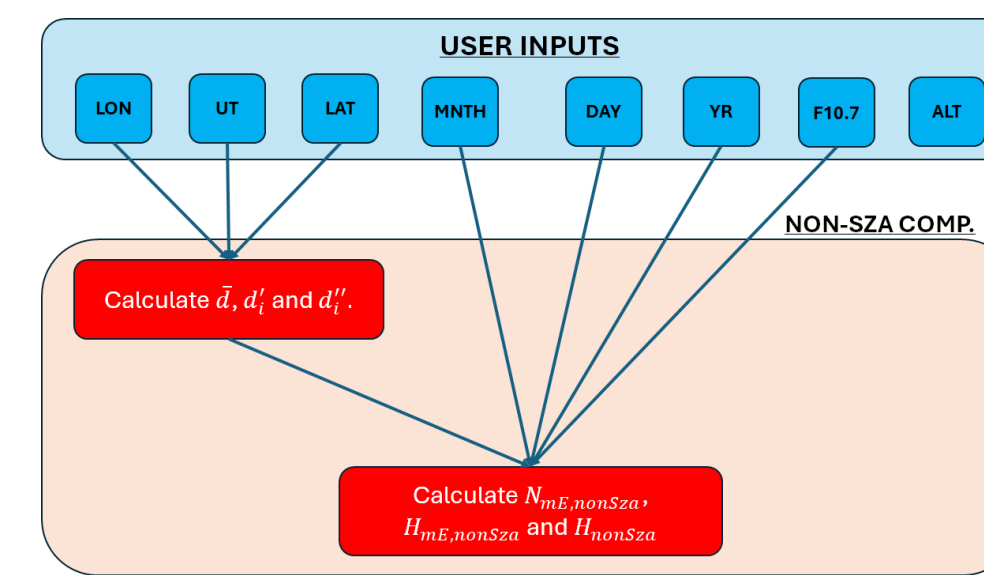 USER INPUTS
LON
UT
LAT
MNTH
DAY
YR
F10.7
ALT
NON-SZA COMP.
Calculate d̄, d′ᵢ and d″ᵢ.
Calculate N_{mE,nonSza},
H_{mE,nonSza} and H_{nonSza}